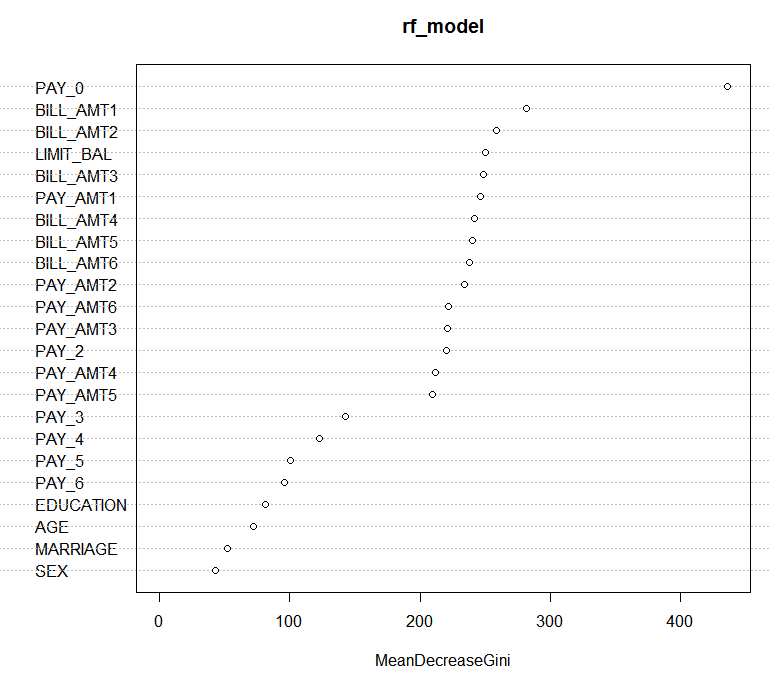 rf_model
PAY_0
BILL_AMT1
BILL_AMT2
LIMIT_BAL
BILL_AMT3
PAY_AMT1
BILL_AMT4
BILL_AMT5
BILL_AMT6
PAY_AMT2
PAY_AMT6
PAY_AMT3
PAY_2
PAY_AMT4
PAY_AMT5
PAY_3
PAY_4
PAY_5
PAY_6
EDUCATION
AGE
MARRIAGE
SEX
0 100 200 300 400
MeanDecreaseGini